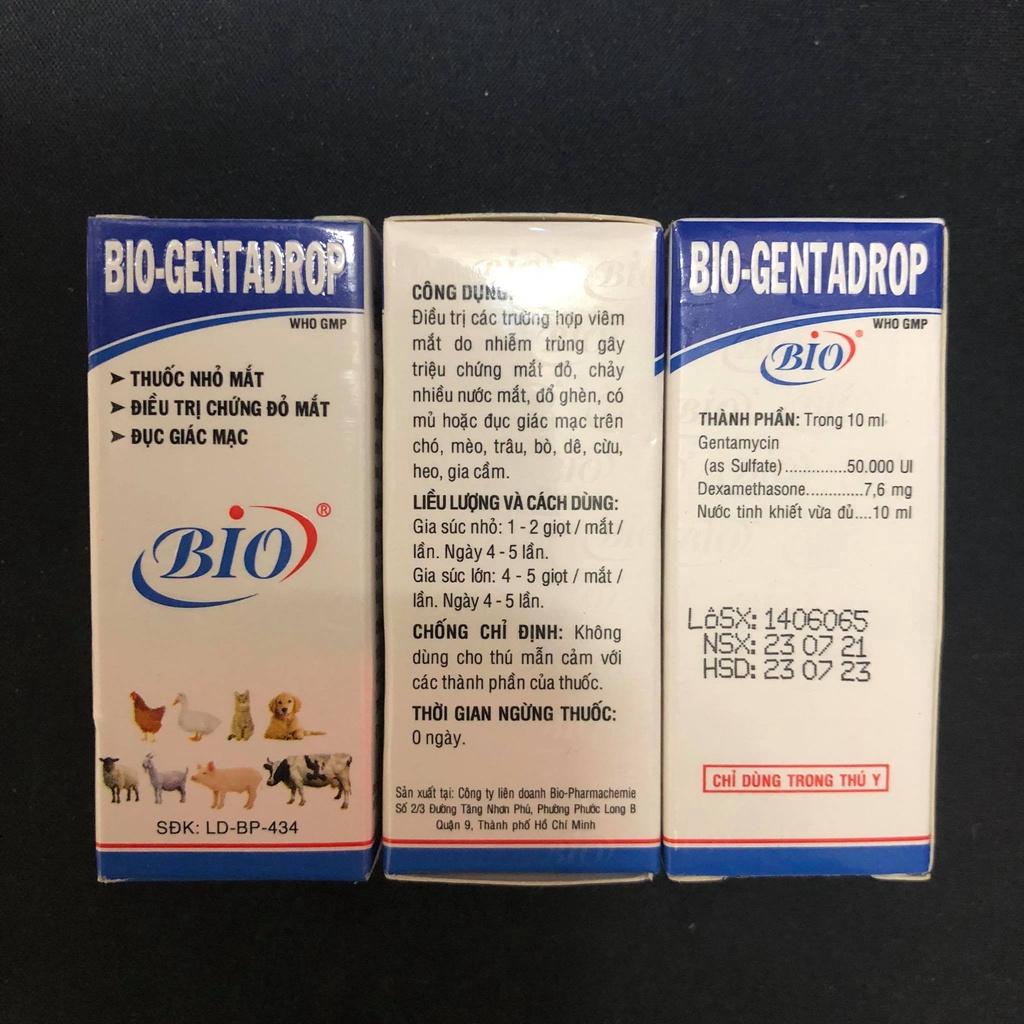 BIO-GENTADROP
WHO GMP
➤ THUỐC NHỎ MẮT
➤ ĐIỀU TRỊ CHỨNG ĐỎ MẮT
➤ ĐỤC GIÁC MẠC
BIO®
SĐK: LD-BP-434
CÔNG DỤNG:
Điều trị các trường hợp viêm
mắt do nhiễm trùng gây
triệu chứng mắt đỏ, chảy
nhiều nước mắt, đổ ghèn, có
mủ hoặc đục giác mạc trên
chó, mèo, trâu, bò, dê, cừu,
heo, gia cầm.
LIỀU LƯỢNG VÀ CÁCH DÙNG:
Gia súc nhỏ: 1 - 2 giọt / mắt /
lần. Ngày 4 - 5 lần.
Gia súc lớn: 4 - 5 giọt / mắt /
lần. Ngày 4 - 5 lần.
CHỐNG CHỈ ĐỊNH: Không
dùng cho thú mẫn cảm với
các thành phần của thuốc.
THỜI GIAN NGỪNG THUỐC:
0 ngày.
Sản xuất tại: Công ty liên doanh Bio-Pharmachemie
Số 2/3 Đường Tăng Nhơn Phú, Phường Phước Long B
Quận 9, Thành phố Hồ Chí Minh
BIO-GENTADROP
WHO GMP
BIO®
THÀNH PHẦN: Trong 10 ml
Gentamycin
(as Sulfate)..............50.000 UI
Dexamethasone.............7,6 mg
Nước tinh khiết vừa đủ....10 ml
LôSX: 1406065
NSX: 23 07 21
HSD: 23 07 23
CHỈ DÙNG TRONG THÚ Y